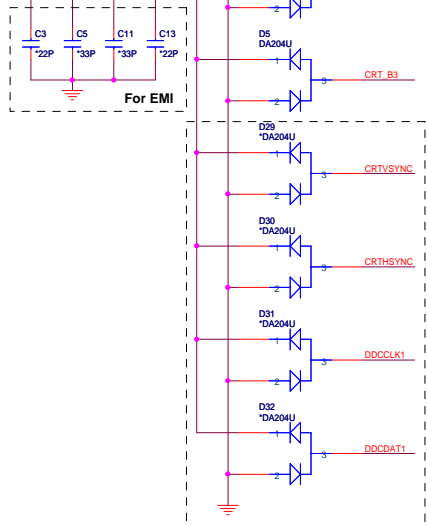 2
C3
C5
C11
C13
*22P
*33P
*33P
*22P
For EMI
D5
DA204U
1
3
CRT_B3
2
D29
*DA204U
1
3
CRTVSYNC
2
D30
*DA204U
1
3
CRTHSYNC
2
D31
*DA204U
1
3
DDCCLK1
2
D32
*DA204U
1
3
DDCDAT1
2